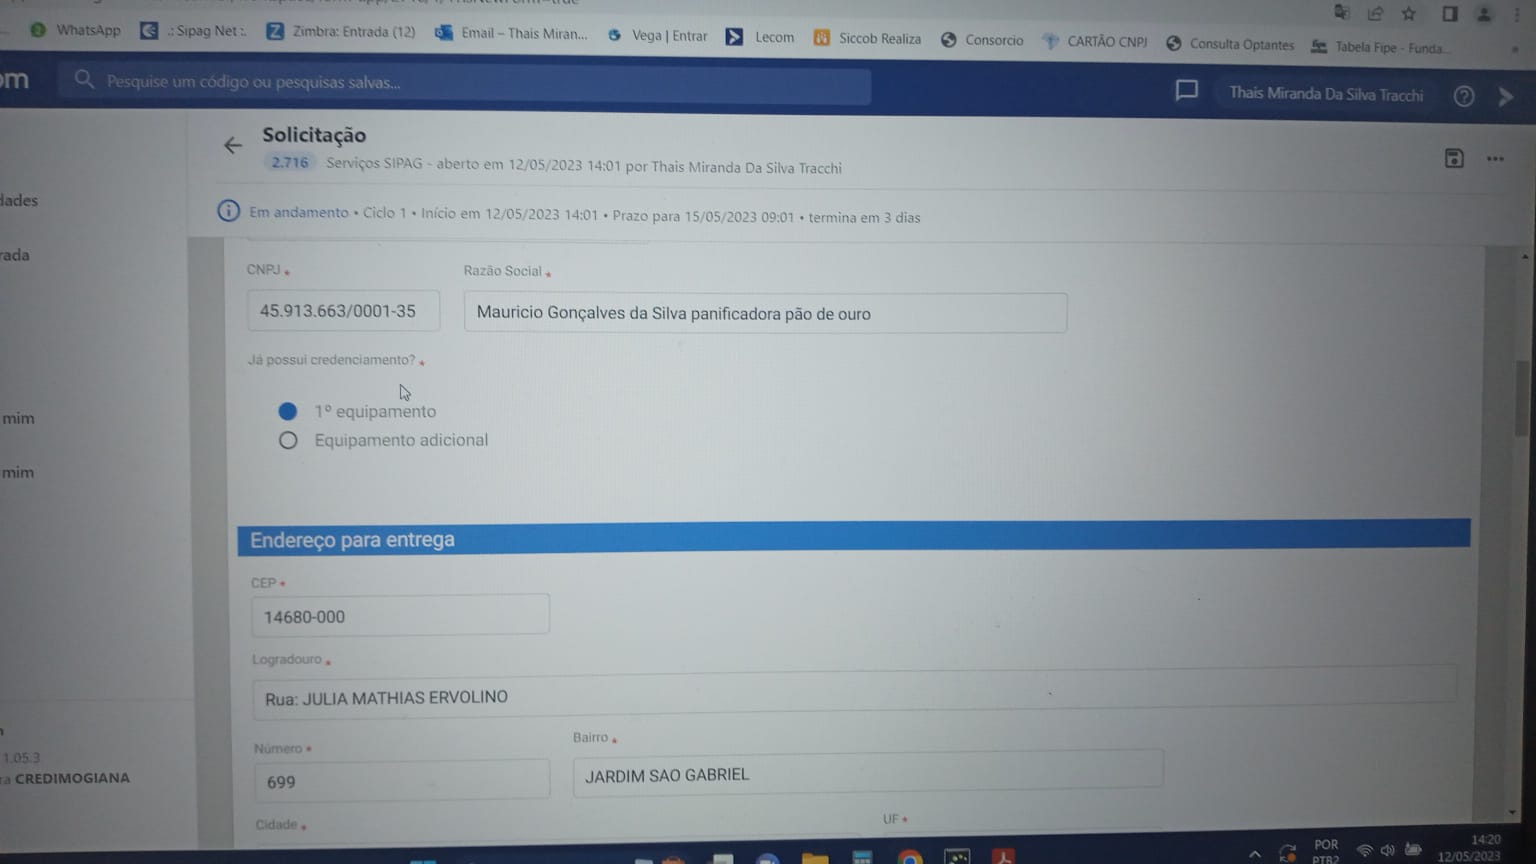 WhatsApp .: Sipag Net :. Zimbra: Entrada (12) Email – Thais Miran... Vega | Entrar Lecom Siccob Realiza Consorcio CARTÃO CNPJ Consulta Optantes Tabela Fipe - Funda...
om Pesquise um código ou pesquisas salvas... Thais Miranda Da Silva Tracchi
Solicitação
2.716 Serviços SIPAG - aberto em 12/05/2023 14:01 por Thais Miranda Da Silva Tracchi
dades
Em andamento • Ciclo 1 • Início em 12/05/2023 14:01 • Prazo para 15/05/2023 09:01 • termina em 3 dias
rada
CNPJ * Razão Social *
45.913.663/0001-35 Mauricio Gonçalves da Silva panificadora pão de ouro
Já possui credenciamento? *
1º equipamento
mim
Equipamento adicional
mim
Endereço para entrega
CEP *
14680-000
Logradouro *
Rua: JULIA MATHIAS ERVOLINO
Número * Bairro *
1.05.3
699 JARDIM SAO GABRIEL
ra CREDIMOGIANA
Cidade * UF *
POR
PTB2
14:20
12/05/2023